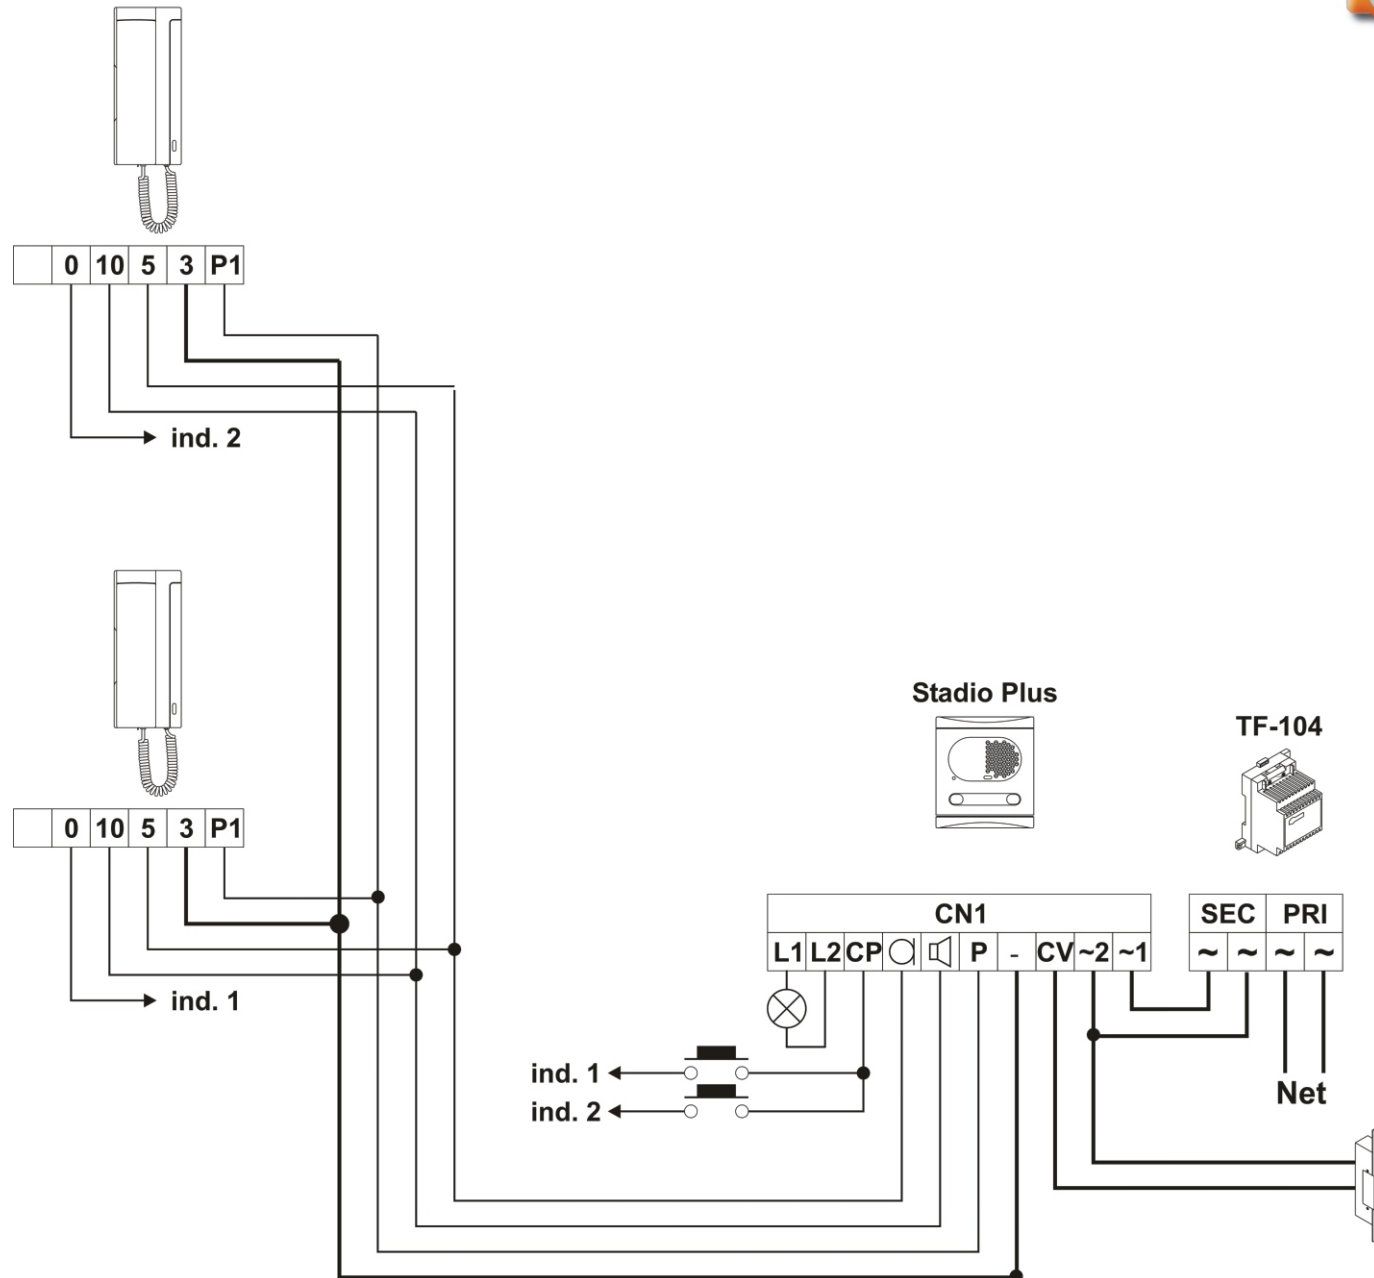 0 10 5 3 P1
ind. 2
0 10 5 3 P1
ind. 1
Stadio Plus
TF-104
CN1
L1 L2 CP P - CV ~2 ~1
SEC PRI
~ ~ ~ ~
ind. 1
ind. 2
Net